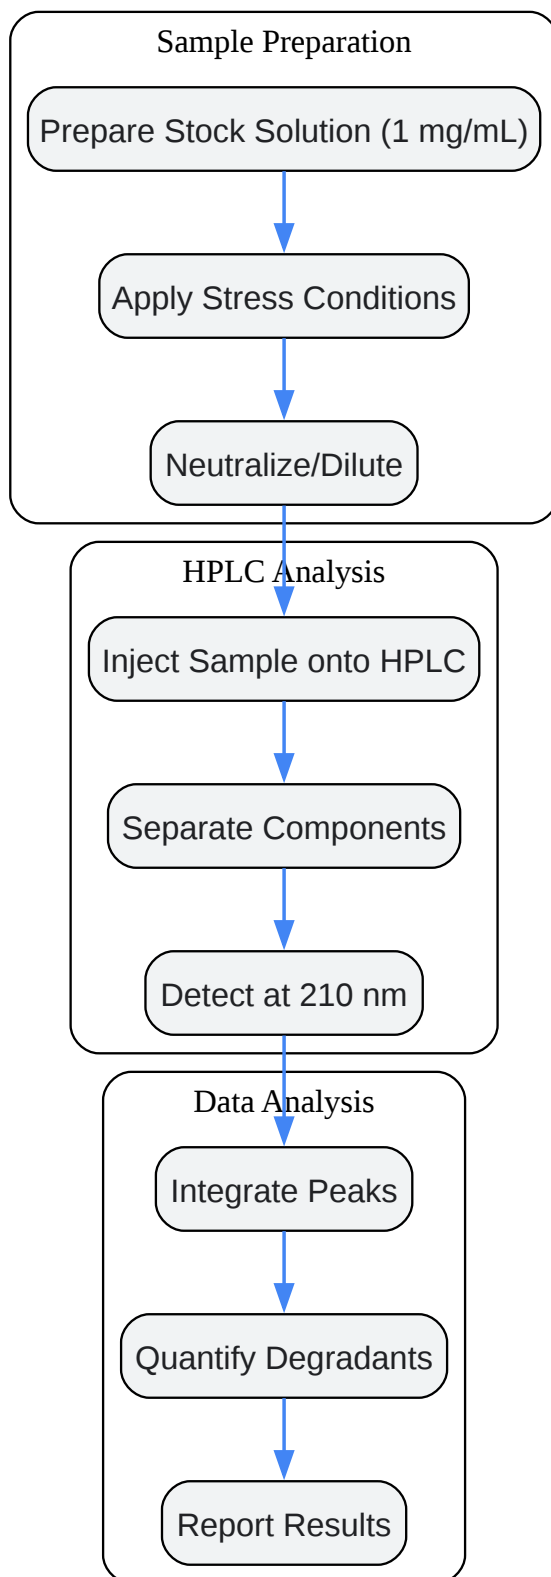 Sample Preparation
Prepare Stock Solution (1 mg/mL)
Apply Stress Conditions
Neutralize/Dilute
HPLC Analysis
Inject Sample onto HPLC
Separate Components
Detect at 210 nm
Data Analysis
Integrate Peaks
Quantify Degradants
Report Results